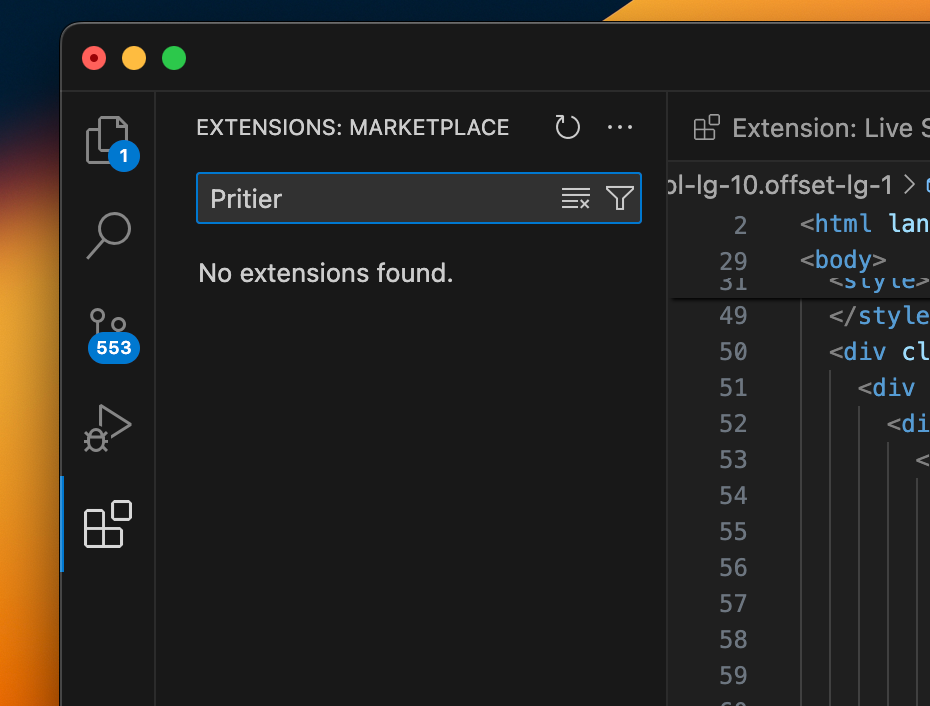 EXTENSIONS: MARKETPLACE
Pritier
No extensions found.
1
553
Extension: Live
ol-lg-10.offset-lg-1 >
2 <html lan
29 <body>
31 <style>
49 </style
50 <div cl
51 <div
52 <di
53 <
54
55
56
57
58
59